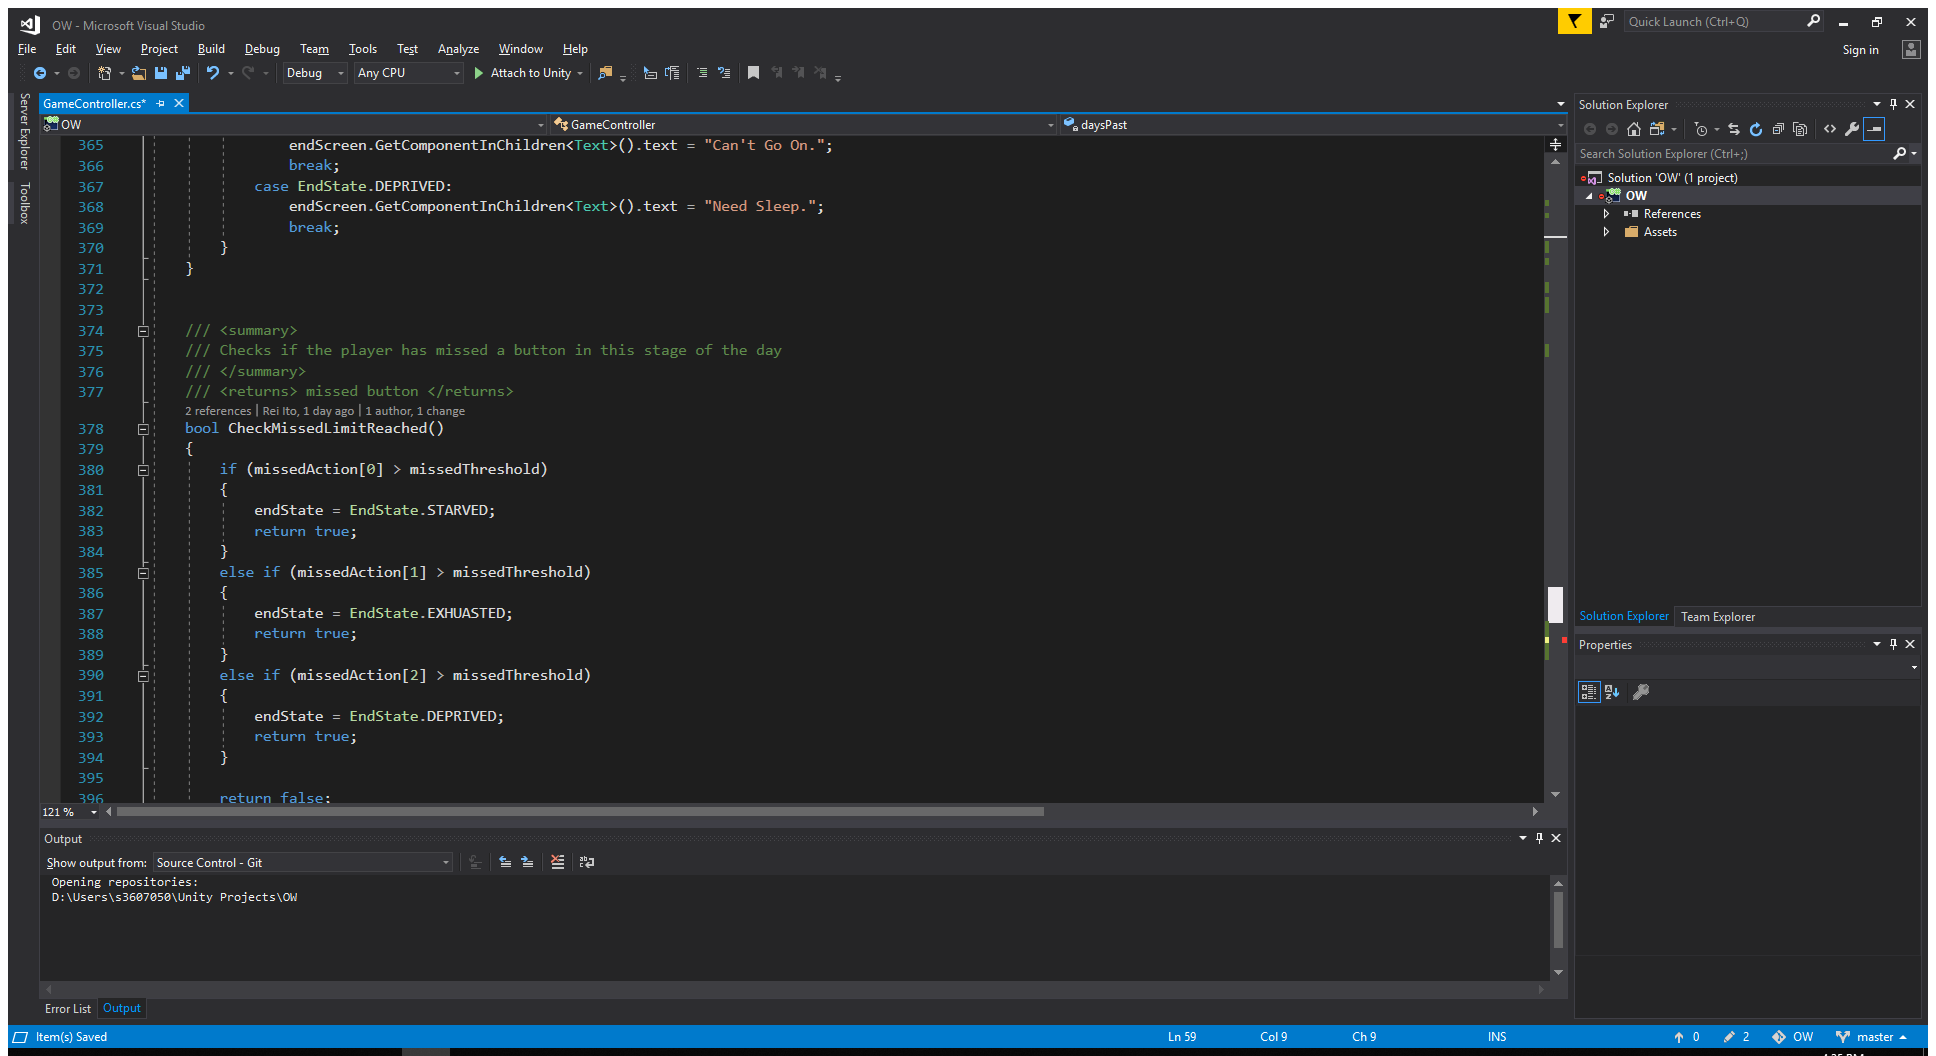 OW - Microsoft Visual Studio
Quick Launch (Ctrl+Q)
File Edit View Project Build Debug Team Tools Test Analyze Window Help
Sign in
Debug Any CPU Attach to Unity
Server Explorer
Toolbox
GameController.cs*
OW GameController daysPast
365 endScreen.GetComponentInChildren<Text>().text = "Can't Go On.";
366 break;
367 case EndState.DEPRIVED:
368 endScreen.GetComponentInChildren<Text>().text = "Need Sleep.";
369 break;
370 }
371 }
372
373
374 /// <summary>
375 /// Checks if the player has missed a button in this stage of the day
376 /// </summary>
377 /// <returns> missed button </returns>
2 references | Rei Ito, 1 day ago | 1 author, 1 change
378 bool CheckMissedLimitReached()
379 {
380 if (missedAction[0] > missedThreshold)
381 {
382 endState = EndState.STARVED;
383 return true;
384 }
385 else if (missedAction[1] > missedThreshold)
386 {
387 endState = EndState.EXHUASTED;
388 return true;
389 }
390 else if (missedAction[2] > missedThreshold)
391 {
392 endState = EndState.DEPRIVED;
393 return true;
394 }
395
396 return false;
121 %
Output
Show output from: Source Control - Git
Opening repositories:
D:\Users\s3607050\Unity Projects\OW
Error List Output
Solution Explorer
Search Solution Explorer (Ctrl+;)
Solution 'OW' (1 project)
OW
References
Assets
Solution Explorer Team Explorer
Properties
Item(s) Saved Ln 59 Col 9 Ch 9 INS 0 2 OW master